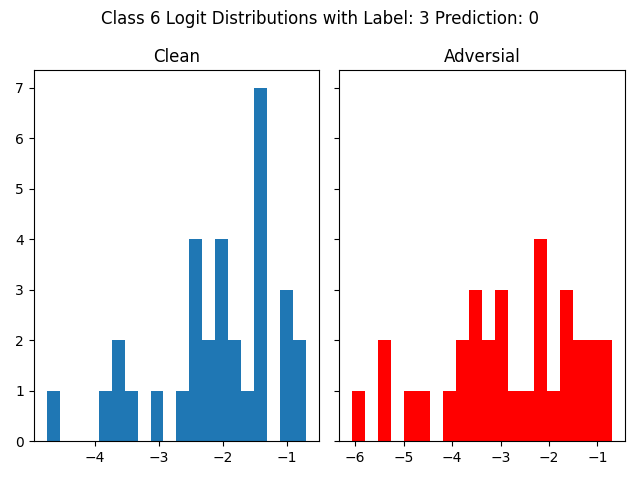 Class 6 Logit Distributions with Label: 3 Prediction: 0
Clean
Adversial
7
6
5
4
3
2
1
0
−4 −3 −2 −1
−6 −5 −4 −3 −2 −1